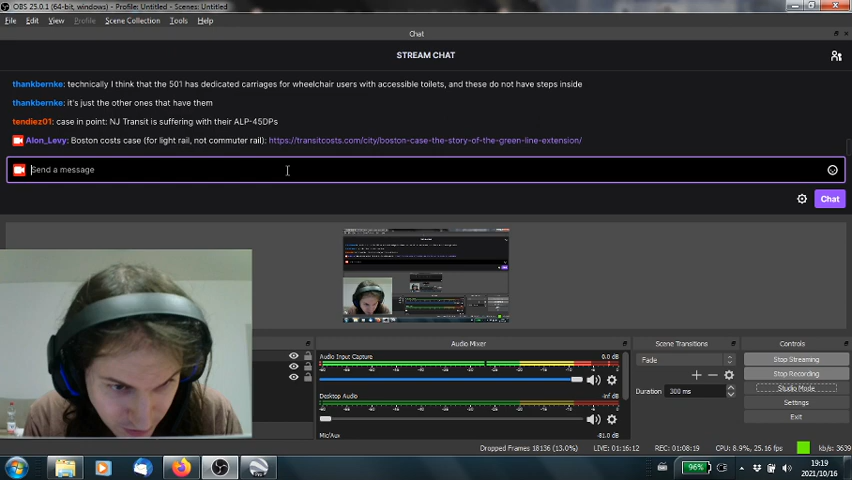 OBS 25.0.1 (64-bit, windows) - Profile: Untitled - Scenes: Untitled
File Edit View Profile Scene Collection Tools Help
Chat
STREAM CHAT
thankbernke: technically I think that the 501 has dedicated carriages for wheelchair users with accessible toilets, and these do not have steps inside
thankbernke: it's just the other ones that have them
tendiez01: case in point: NJ Transit is suffering with their ALP-45DPs
Alon_Levy: Boston costs case (for light rail, not commuter rail): https://transitcosts.com/city/boston-case-the-story-of-the-green-line-extension/
Send a message
Chat
Audio Mixer
Scene Transitions
Controls
Audio Input Capture 0.0 dB
Fade
Stop Streaming
Stop Recording
Duration 300 ms
Studio Mode
Desktop Audio -inf dB
Settings
Exit
Mic/Aux -81.0 dB
Dropped Frames 18136 (13.0%) LIVE: 01:16:12 REC: 01:08:19 CPU: 8.9%, 25.16 fps kb/s: 3639
96%
19:19
2021/10/16